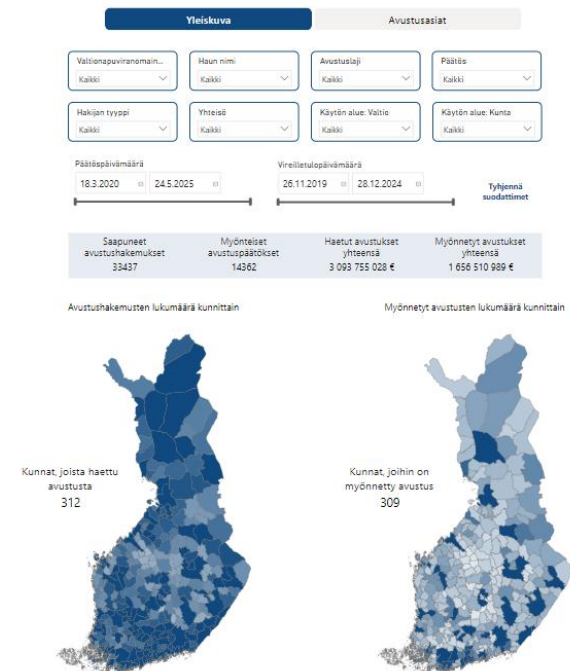 Yleiskuva
Avustusasiat
Valtionapuviranomain...
Kaikki
Haun nimi
Kaikki
Avustuslaji
Kaikki
Päätös
Kaikki
Hakijan tyyppi
Kaikki
Yhteisö
Kaikki
Käytön alue: Valtio
Kaikki
Käytön alue: Kunta
Kaikki
Päätöspäivämäärä
18.3.2020
24.5.2025
Vireilletulopäivämäärä
26.11.2019
28.12.2024
Tyhjennä
suodattimet
Saapuneet
avustushakemukset
33437
Myönteiset
avustuspäätökset
14362
Haetut avustukset
yhteensä
3 093 755 028 €
Myönnetyt avustukset
yhteensä
1 656 510 989 €
Avustushakemusten lukumäärä kunnittain
Myönnetyt avustusten lukumäärä kunnittain
Kunnat, joista haettu
avustusta
312
Kunnat, joihin on
myönnetty avustus
309